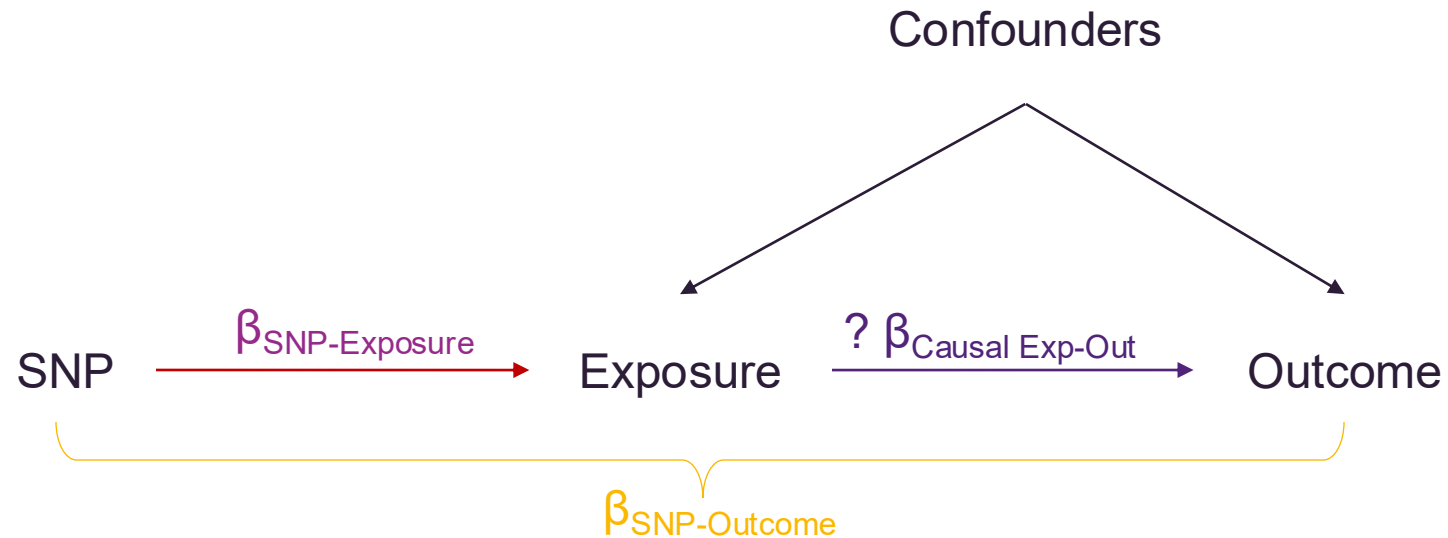 Confounders
βSNP-Exposure
? βCausal Exp-Out
SNP
Exposure
Outcome
βSNP-Outcome